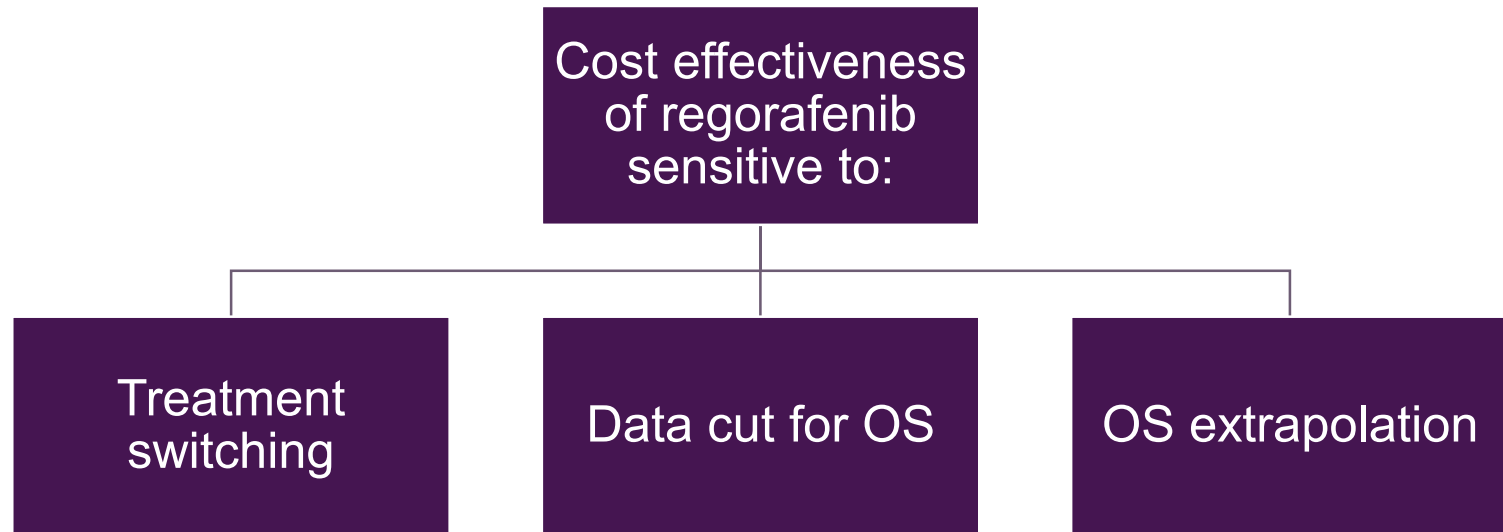 Cost effectiveness
of regorafenib
sensitive to:
Treatment
switching
Data cut for OS
OS extrapolation